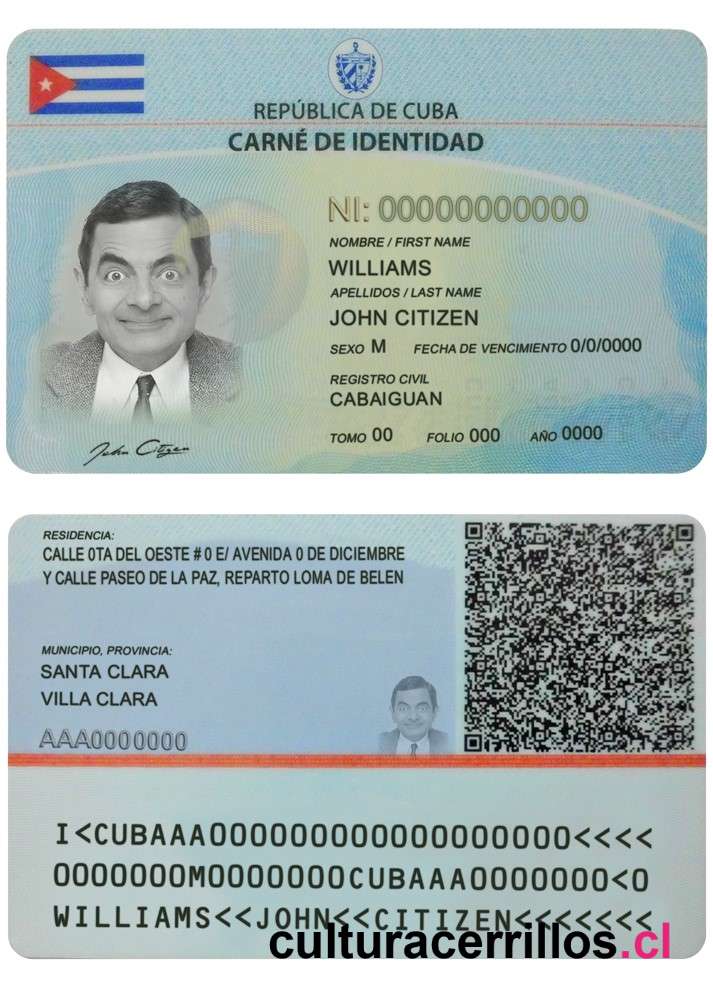 REPÚBLICA DE CUBA
CARNÉ DE IDENTIDAD
NI: 00000000000
NOMBRE / FIRST NAME
WILLIAMS
APELLIDOS / LAST NAME
JOHN CITIZEN
SEXO M FECHA DE VENCIMIENTO 0/0/0000
REGISTRO CIVIL
CABAIGUAN
TOMO 00 FOLIO 000 AÑO 0000
John Citizen
RESIDENCIA:
CALLE 0TA DEL OESTE # 0 E/ AVENIDA 0 DE DICIEMBRE
Y CALLE PASEO DE LA PAZ, REPARTO LOMA DE BELEN
MUNICIPIO, PROVINCIA:
SANTA CLARA
VILLA CLARA
AAA0000000
I<CUBAAA0000000000000000000000<<<<
0000000M0000000CUBAAA0000000<0
WILLIAMS<<JOHN<<CITIZEN<<<<<<<
culturacerrillos.cl